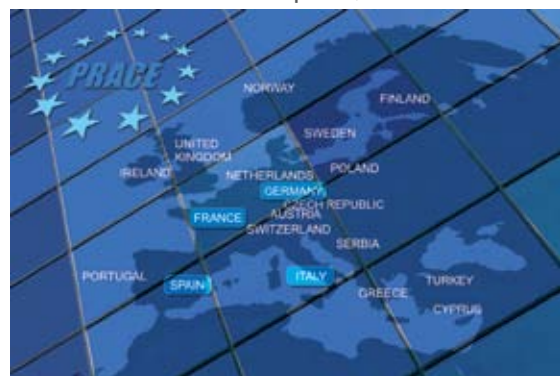 PRACE
NORWAY
FINLAND
SWEDEN
UNITED
KINGDOM
IRELAND
POLAND
NETHERLANDS
GERMANY
CZECH REPUBLIC
FRANCE
AUSTRIA
SWITZERLAND
SERBIA
PORTUGAL
SPAIN
ITALY
TURKEY
GREECE
CYPRUS